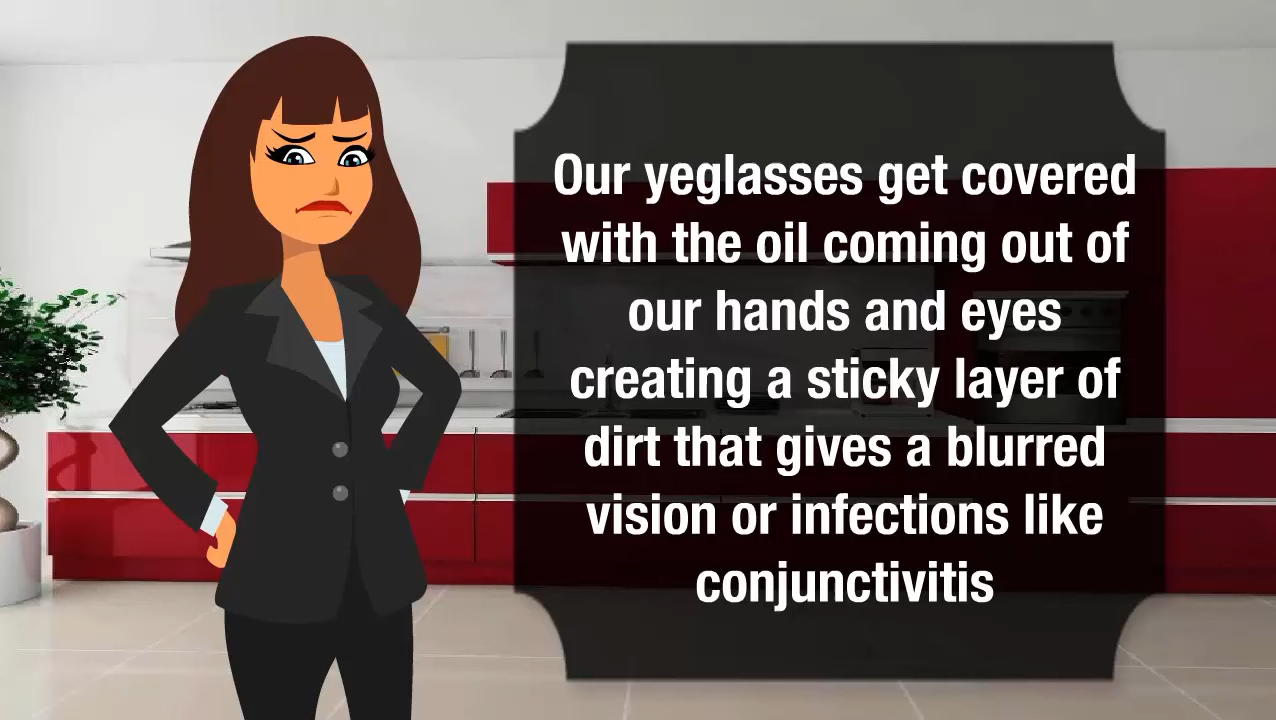 Our yeglasses get covered
with the oil coming out of
our hands and eyes
creating a sticky layer of
dirt that gives a blurred
vision or infections like
conjunctivitis